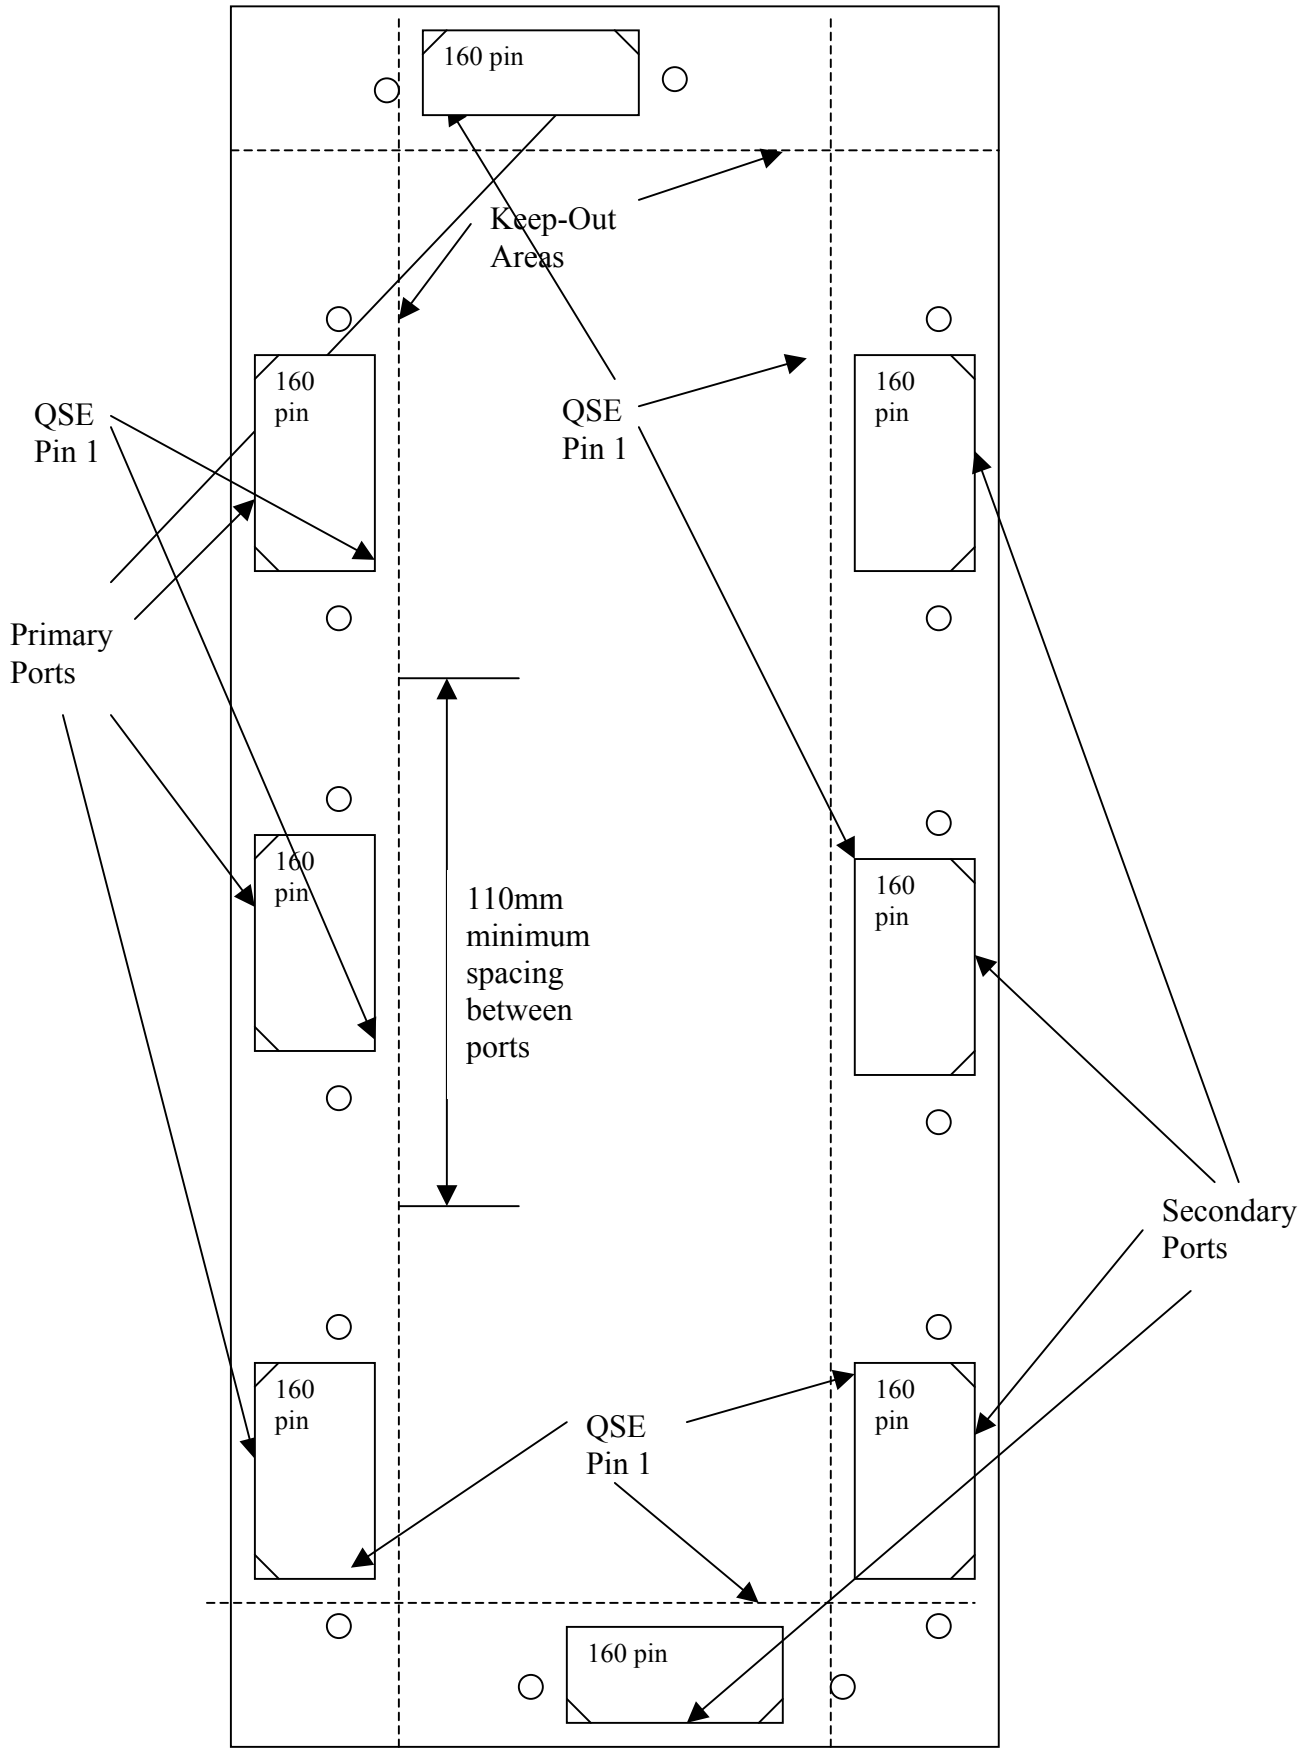 160 pin
Keep-Out
Areas
160
pin
QSE
Pin 1
QSE
Pin 1
160
pin
Primary
Ports
160
pin
110mm
minimum
spacing
between
ports
160
pin
Secondary
Ports
160
pin
QSE
Pin 1
160
pin
160 pin